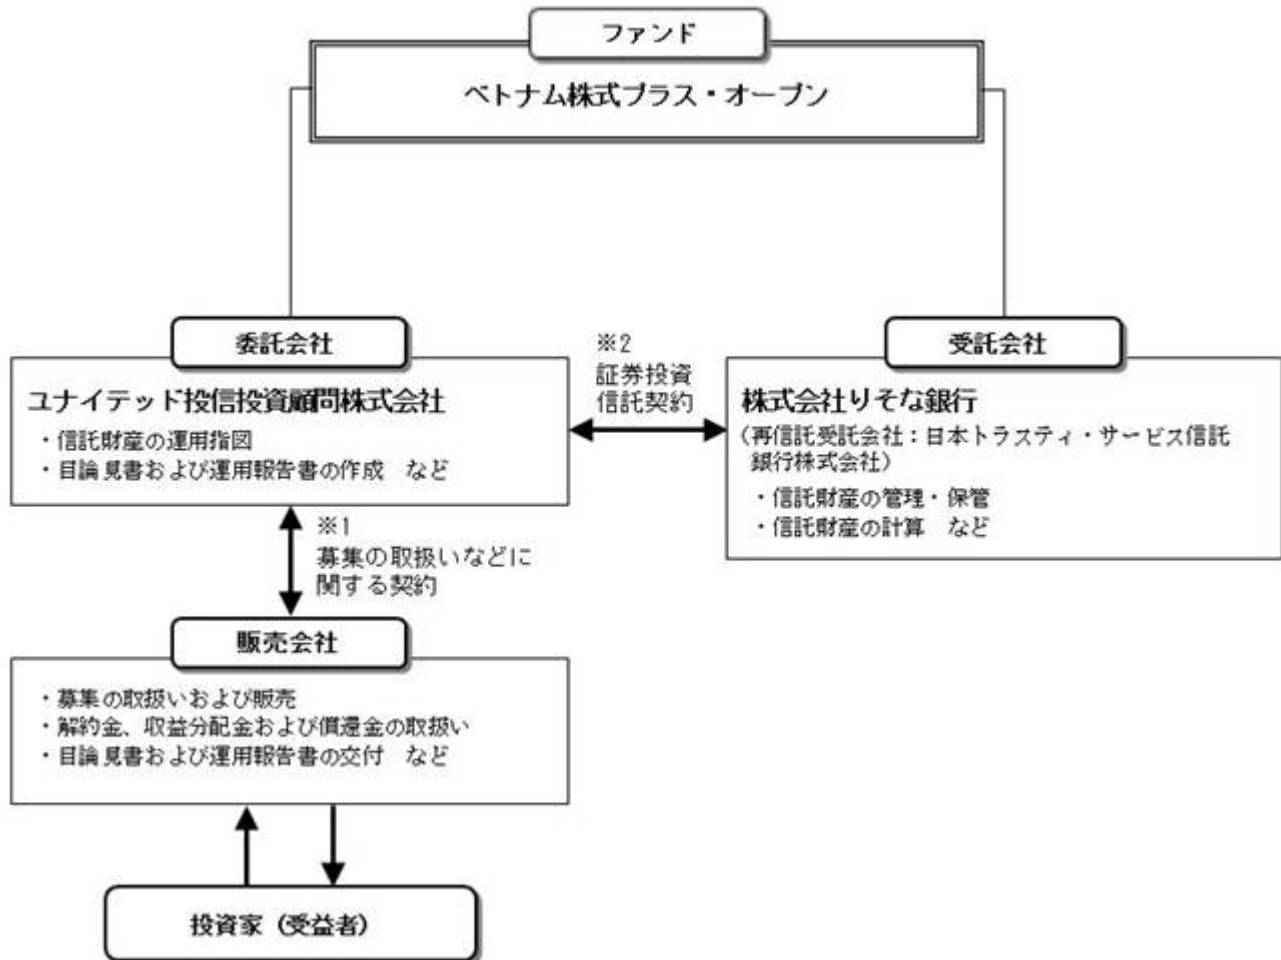 ファンド
ベトナム株式プラス・オープン
委託会社
ユナイテッド投信投資顧問株式会社
・信託財産の運用指図
・目論見書および運用報告書の作成　など
※2
証券投資
信託契約
受託会社
株式会社りそな銀行
(再信託受託会社：日本トラスティ・サービス信託
銀行株式会社)
・信託財産の管理・保管
・信託財産の計算　など
※1
募集の取扱いなどに
関する契約
販売会社
・募集の取扱いおよび販売
・解約金、収益分配金および償還金の取扱い
・目論見書および運用報告書の交付　など
投資家（受益者）